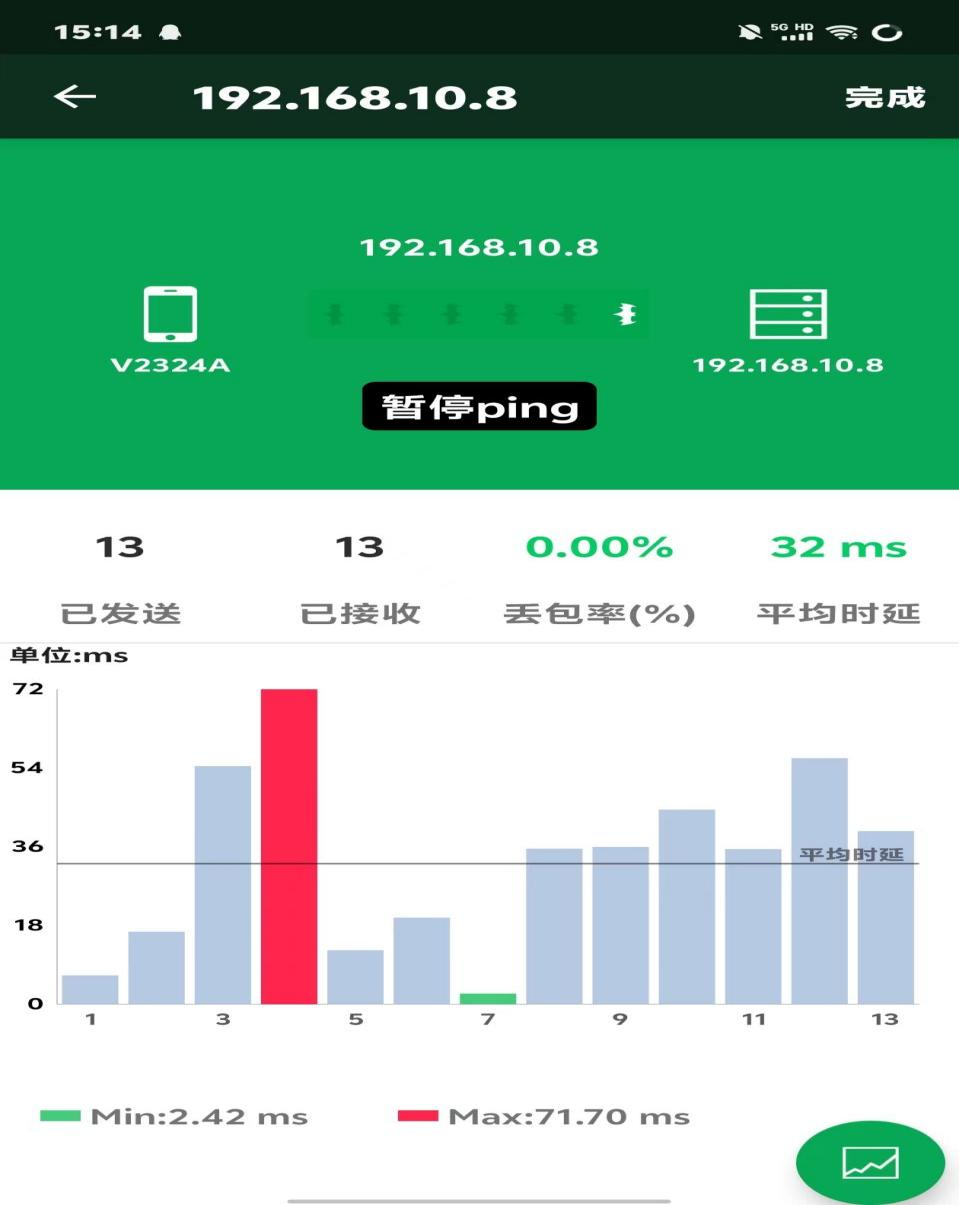 15:14 5G HD
192.168.10.8 完成
192.168.10.8
V2324A 192.168.10.8
暂停ping
13 13 0.00% 32 ms
已发送 已接收 丢包率(%) 平均时延
单位:ms
72
54
36
平均时延
18
0
1 3 5 7 9 11 13
Min:2.42 ms Max:71.70 ms